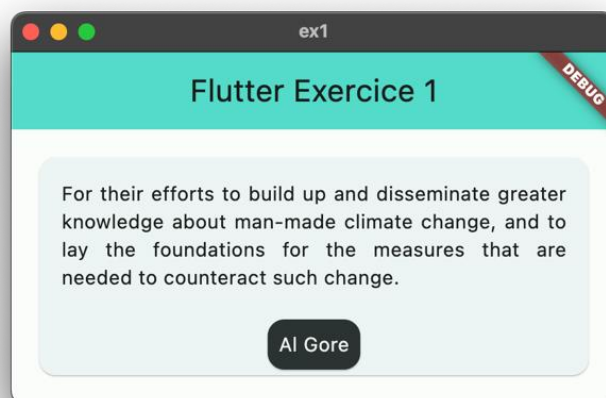 ex1
Flutter Exercice 1
DEBUG
For their efforts to build up and disseminate greater
knowledge about man-made climate change, and to
lay the foundations for the measures that are
needed to counteract such change.
Al Gore